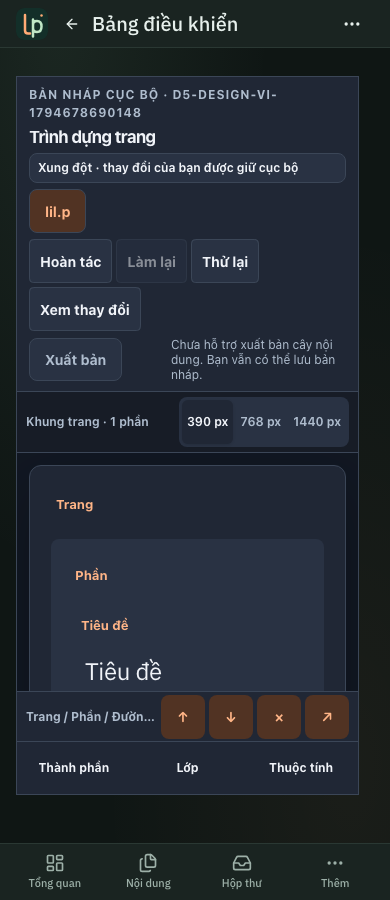 lp
Bảng điều khiển
BẢN NHÁP CỤC BỘ · D5-DESIGN-VI-
1794678690148
Trình dựng trang
Xung đột · thay đổi của bạn được giữ cục bộ
lil.p
Hoàn tác Làm lại Thử lại
Xem thay đổi
Xuất bản
Chưa hỗ trợ xuất bản cây nội
dung. Bạn vẫn có thể lưu bản
nháp.
Khung trang · 1 phần
390 px 768 px 1440 px
Trang
Phần
Tiêu đề
Tiêu đề
Trang / Phần / Đườn...
Thành phần Lớp Thuộc tính
Tổng quan Nội dung Hộp thư Thêm